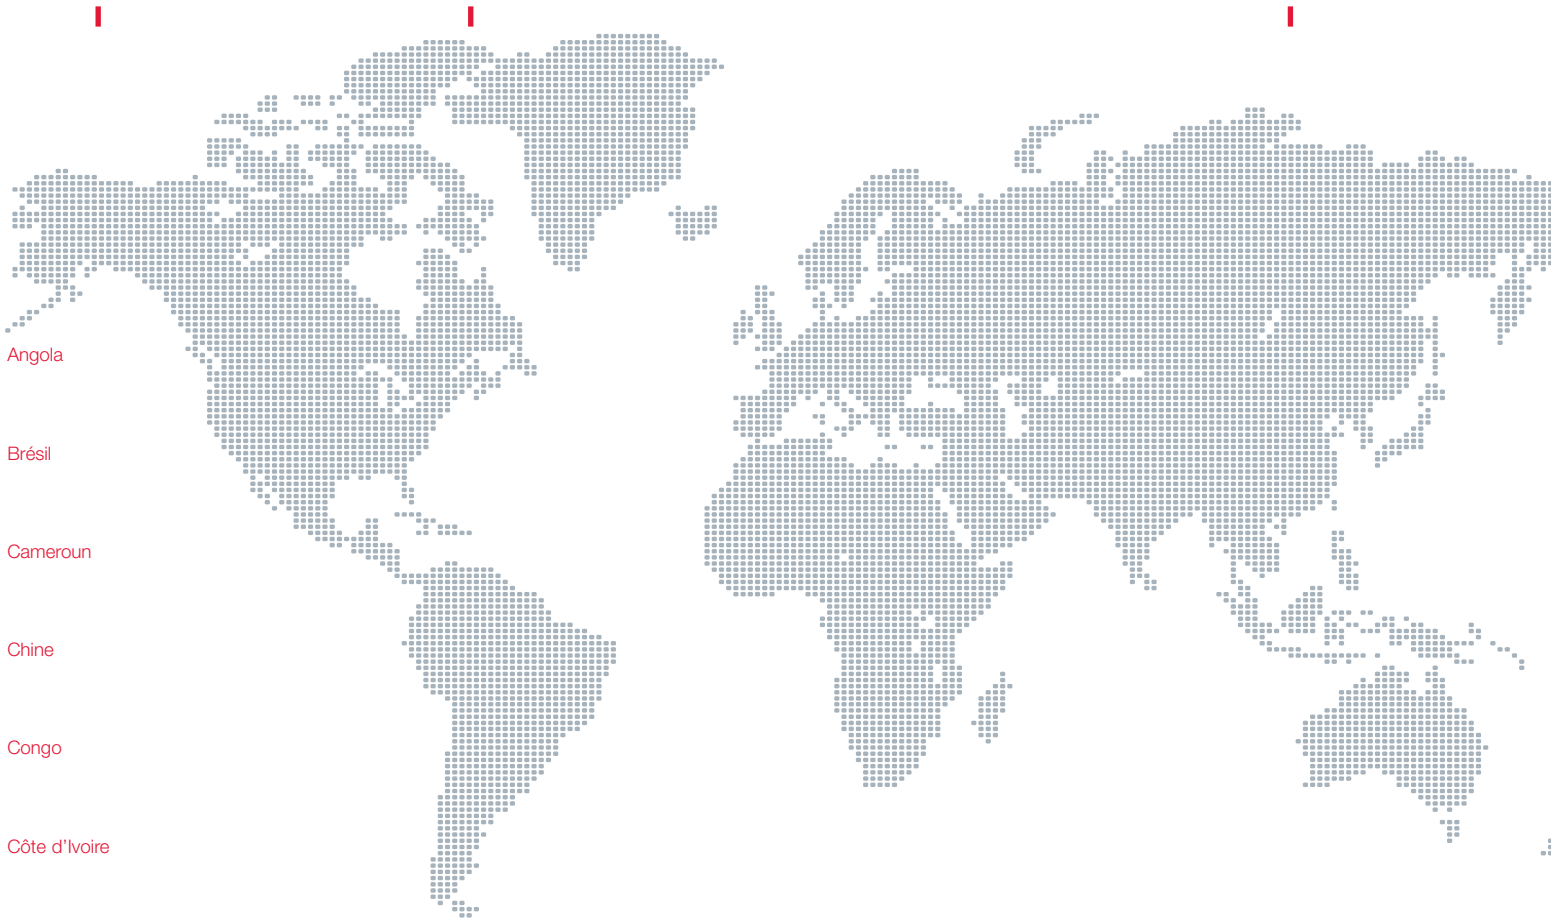 Angola
Brésil
Cameroun
Chine
Congo
Côte d’Ivoire